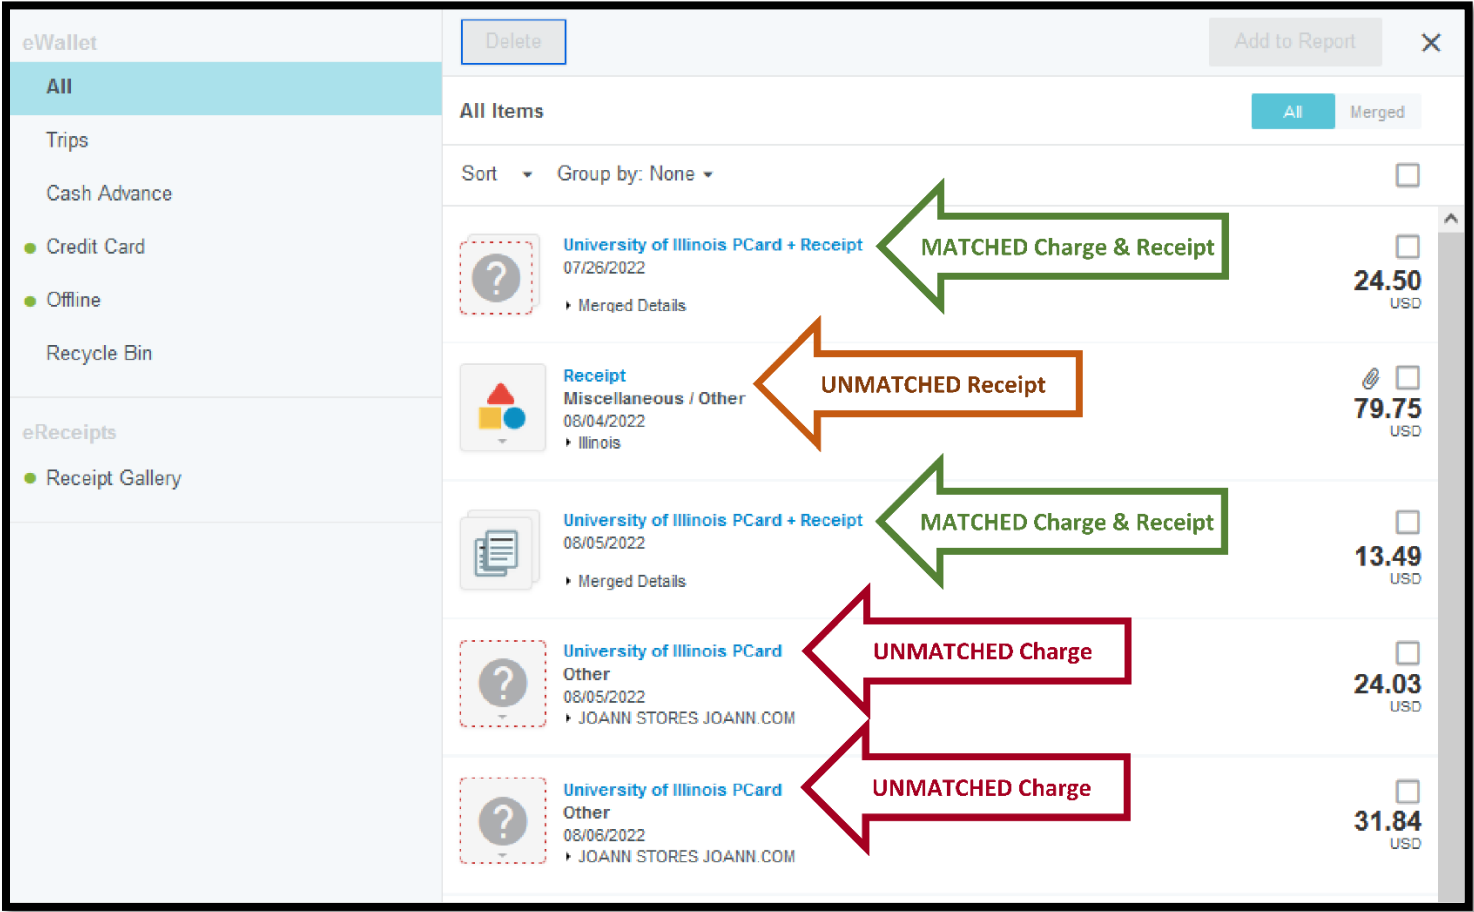 eWallet
All
Trips
Cash Advance
Credit Card
Offline
Recycle Bin
eReceipts
Receipt Gallery
Delete
Add to Report
All Items
All
Merged
Sort
Group by: None
University of Illinois PCard + Receipt
07/26/2022
Merged Details
MATCHED Charge & Receipt
24.50
USD
Receipt
Miscellaneous / Other
08/04/2022
Illinois
UNMATCHED Receipt
79.75
USD
University of Illinois PCard + Receipt
08/05/2022
Merged Details
MATCHED Charge & Receipt
13.49
USD
University of Illinois PCard
Other
08/05/2022
JOANN STORES JOANN.COM
UNMATCHED Charge
24.03
USD
University of Illinois PCard
Other
08/06/2022
JOANN STORES JOANN.COM
UNMATCHED Charge
31.84
USD